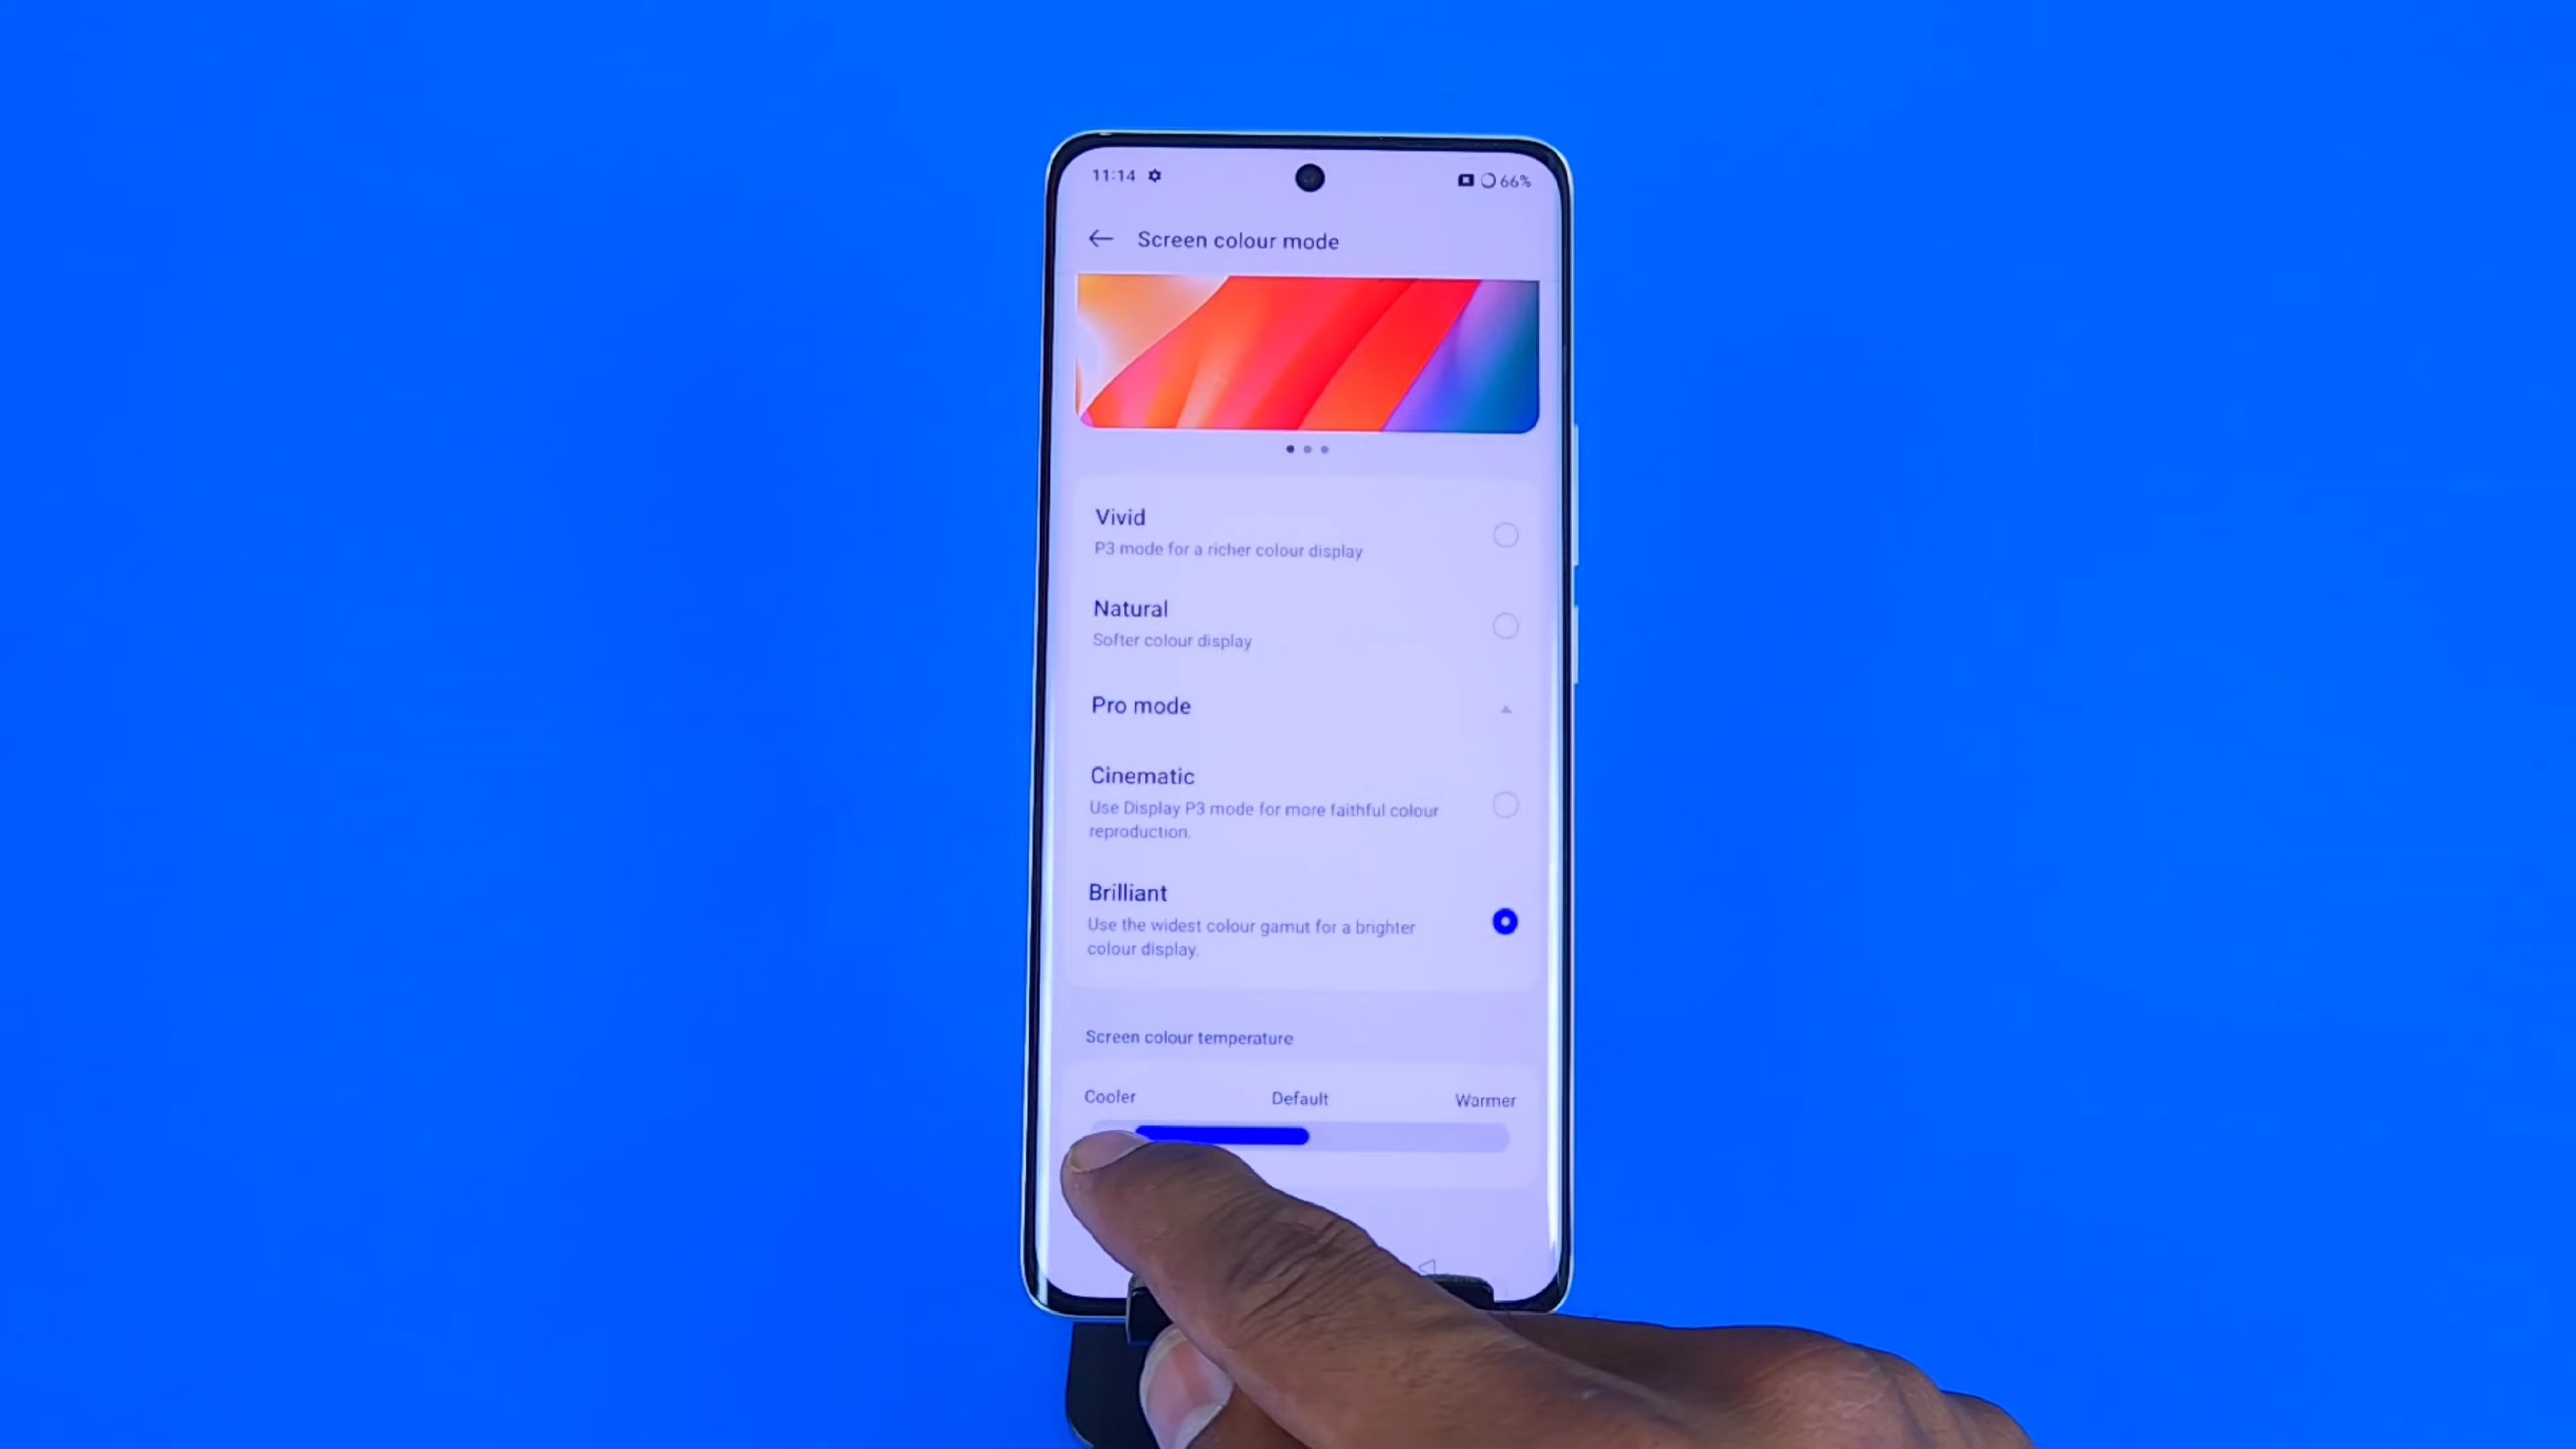 11:14 66%
Screen colour mode
Vivid
P3 mode for a richer colour display
Natural
Softer colour display
Pro mode
Cinematic
Use Display P3 mode for more faithful colour
reproduction.
Brilliant
Use the widest colour gamut for a brighter
colour display.
Screen colour temperature
Cooler Default Warmer